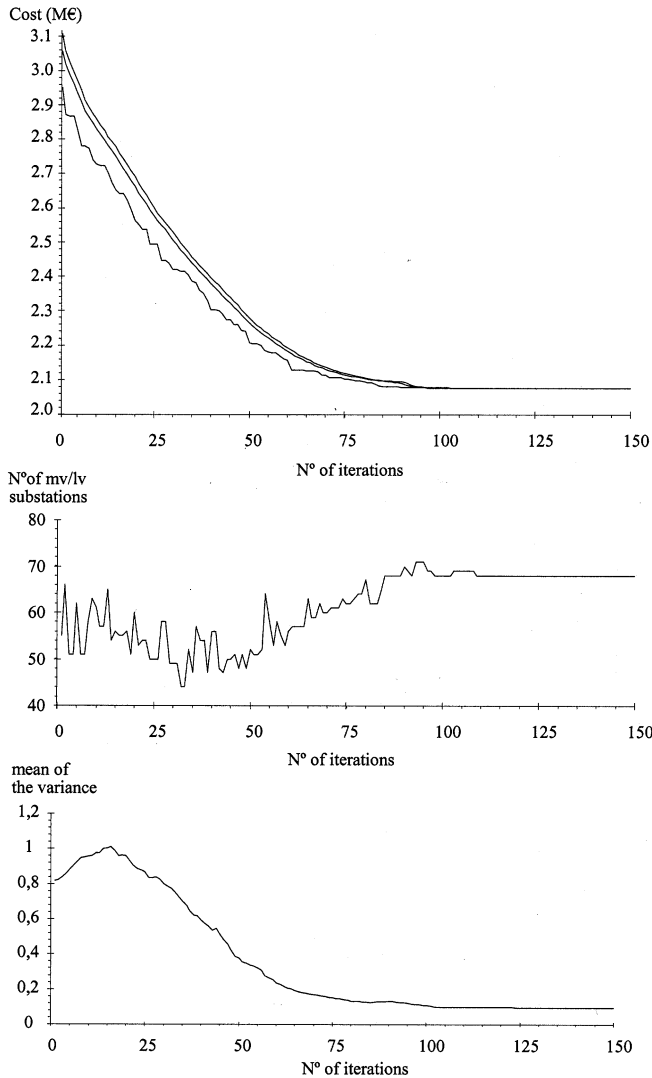 Cost (M€)
3.1
3.0
2.9
2.8
2.7
2.6
2.5
2.4
2.3
2.2
2.1
2.0
0 25 50 75 100 125 150
Nº of iterations
Nºof mv/lv
substations
80
70
60
50
40
0 25 50 75 100 125 150
Nº of iterations
mean of
the variance
1,2
1
0,8
0,6
0,4
0,2
0
0 25 50 75 100 125 150
Nº of iterations